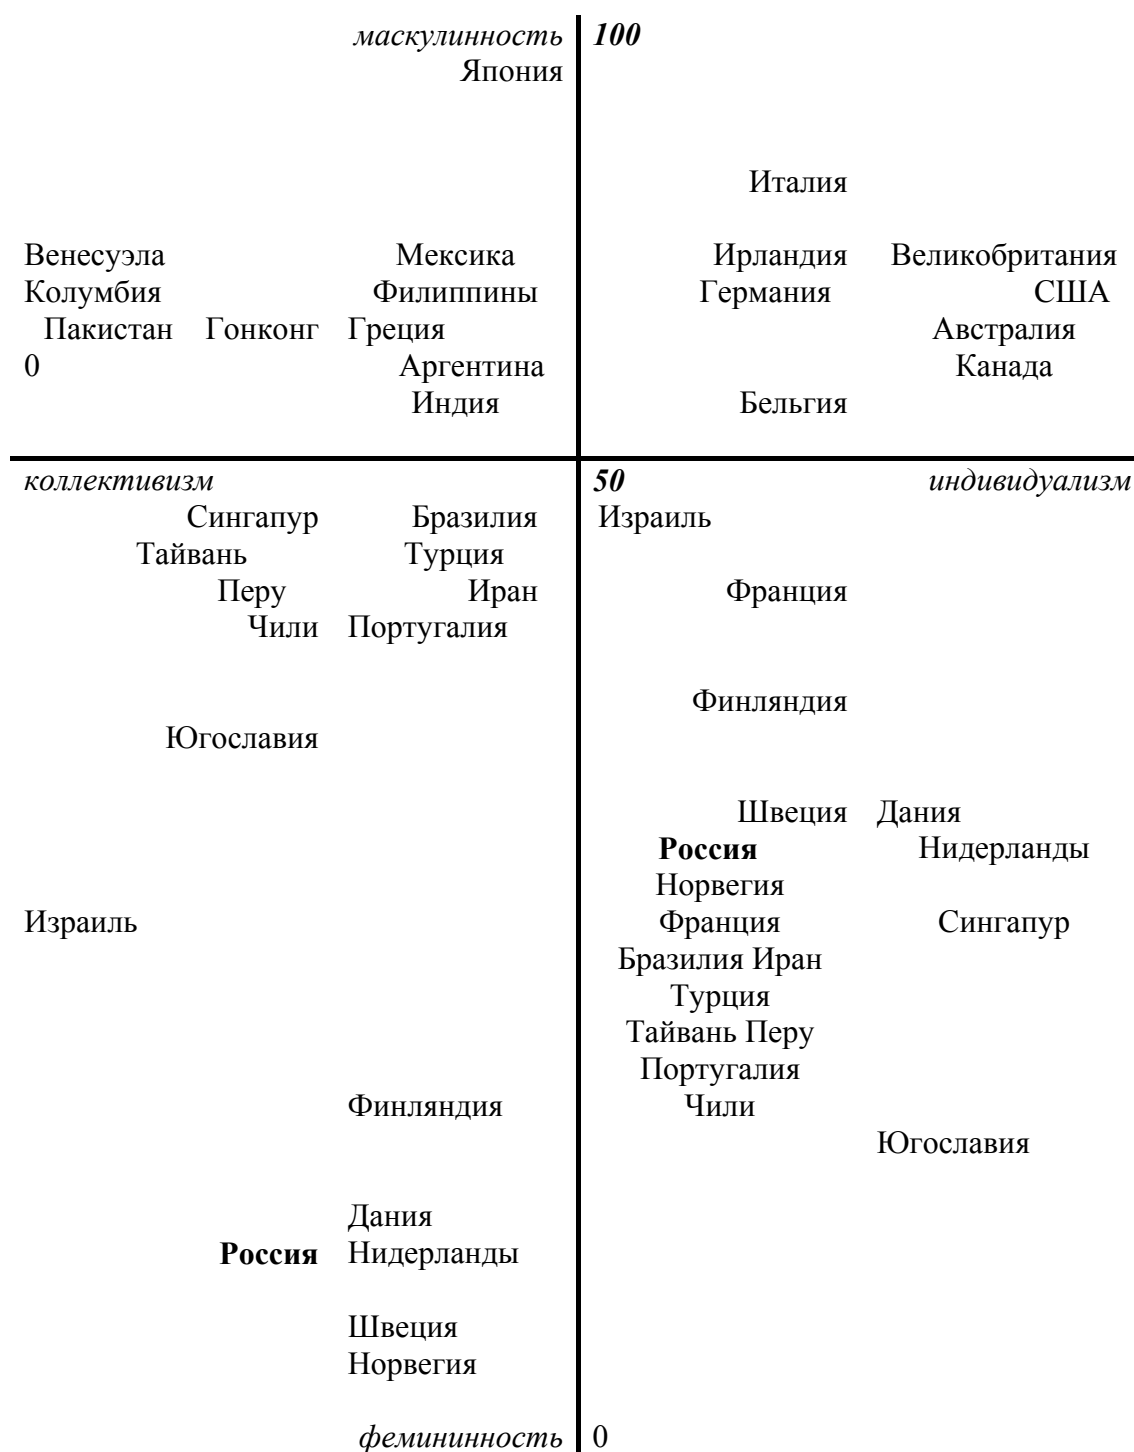 маскулинность 100
Япония
Италия
Венесуэла Мексика Ирландия Великобритания
Колумбия Филиппины Германия США
Пакистан Гонконг Греция Австралия
0 Аргентина Канада
Индия Бельгия
коллективизм 50 индивидуализм
Сингапур Бразилия Израиль
Тайвань Турция
Перу Иран Франция
Чили Португалия
Финляндия
Югославия
Швеция Дания
Россия Нидерланды
Норвегия
Израиль Франция Сингапур
Бразилия Иран
Турция
Тайвань Перу
Португалия
Финляндия Чили
Югославия
Дания
Россия Нидерланды
Швеция
Норвегия
фемининность 0